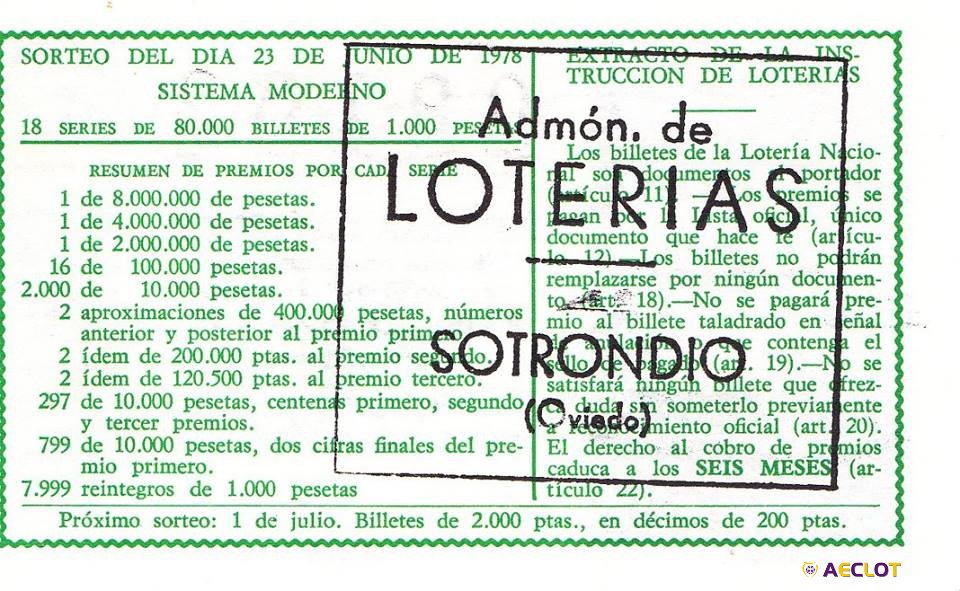 SORTEO DEL DIA 23 DE JUNIO DE 1978
SISTEMA MODERNO
18 SERIES DE 80.000 BILLETES DE 1.000 PESETAS
RESUMEN DE PREMIOS POR CADA SERIE
1 de 8.000.000 de pesetas.
1 de 4.000.000 de pesetas.
1 de 2.000.000 de pesetas.
16 de 100.000 pesetas.
2.000 de 10.000 pesetas.
2 aproximaciones de 400.000 pesetas, números
anterior y posterior al premio primero.
2 ídem de 200.000 ptas. al premio segundo.
2 ídem de 120.500 ptas. al premio tercero.
297 de 10.000 pesetas, centenas primero, segundo
y tercer premios.
799 de 10.000 pesetas, dos cifras finales del pre-
mio primero.
7.999 reintegros de 1.000 pesetas
EXTRACTO DE LA INS-
TRUCCION DE LOTERIAS
Los billetes de la Lotería Nacio-
nal son documentos al portador
(artículo 11).—Los premios se
pagan por la Lista oficial, único
documento que hace fe (artícu-
lo 12).—Los billetes no podrán
remplazarse por ningún documen-
to (art. 18).—No se pagará pre-
mio al billete taladrado en señal
de anulación o que contenga el
sello de pagado (art. 19).—No se
satisfará ningún billete que ofrez-
ca duda sin someterlo previamente
a reconocimiento oficial (art. 20).
El derecho al cobro de premios
caduca a los SEIS MESES (ar-
tículo 22).
Próximo sorteo: 1 de julio. Billetes de 2.000 ptas., en décimos de 200 ptas.
Admón. de
LOTERIAS
SOTRONDIO
(Oviedo)
AECLOT